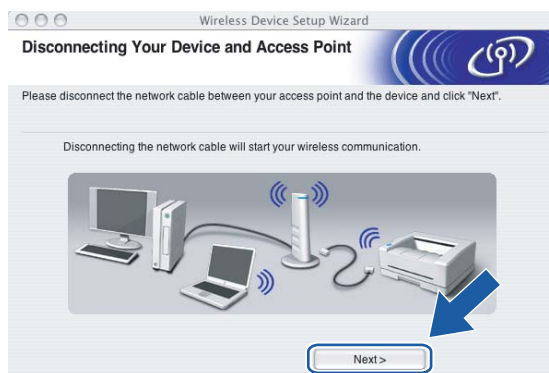 Wireless Device Setup Wizard
Disconnecting Your Device and Access Point
Please disconnect the network cable between your access point and the device and click "Next".
Disconnecting the network cable will start your wireless communication.
Next >